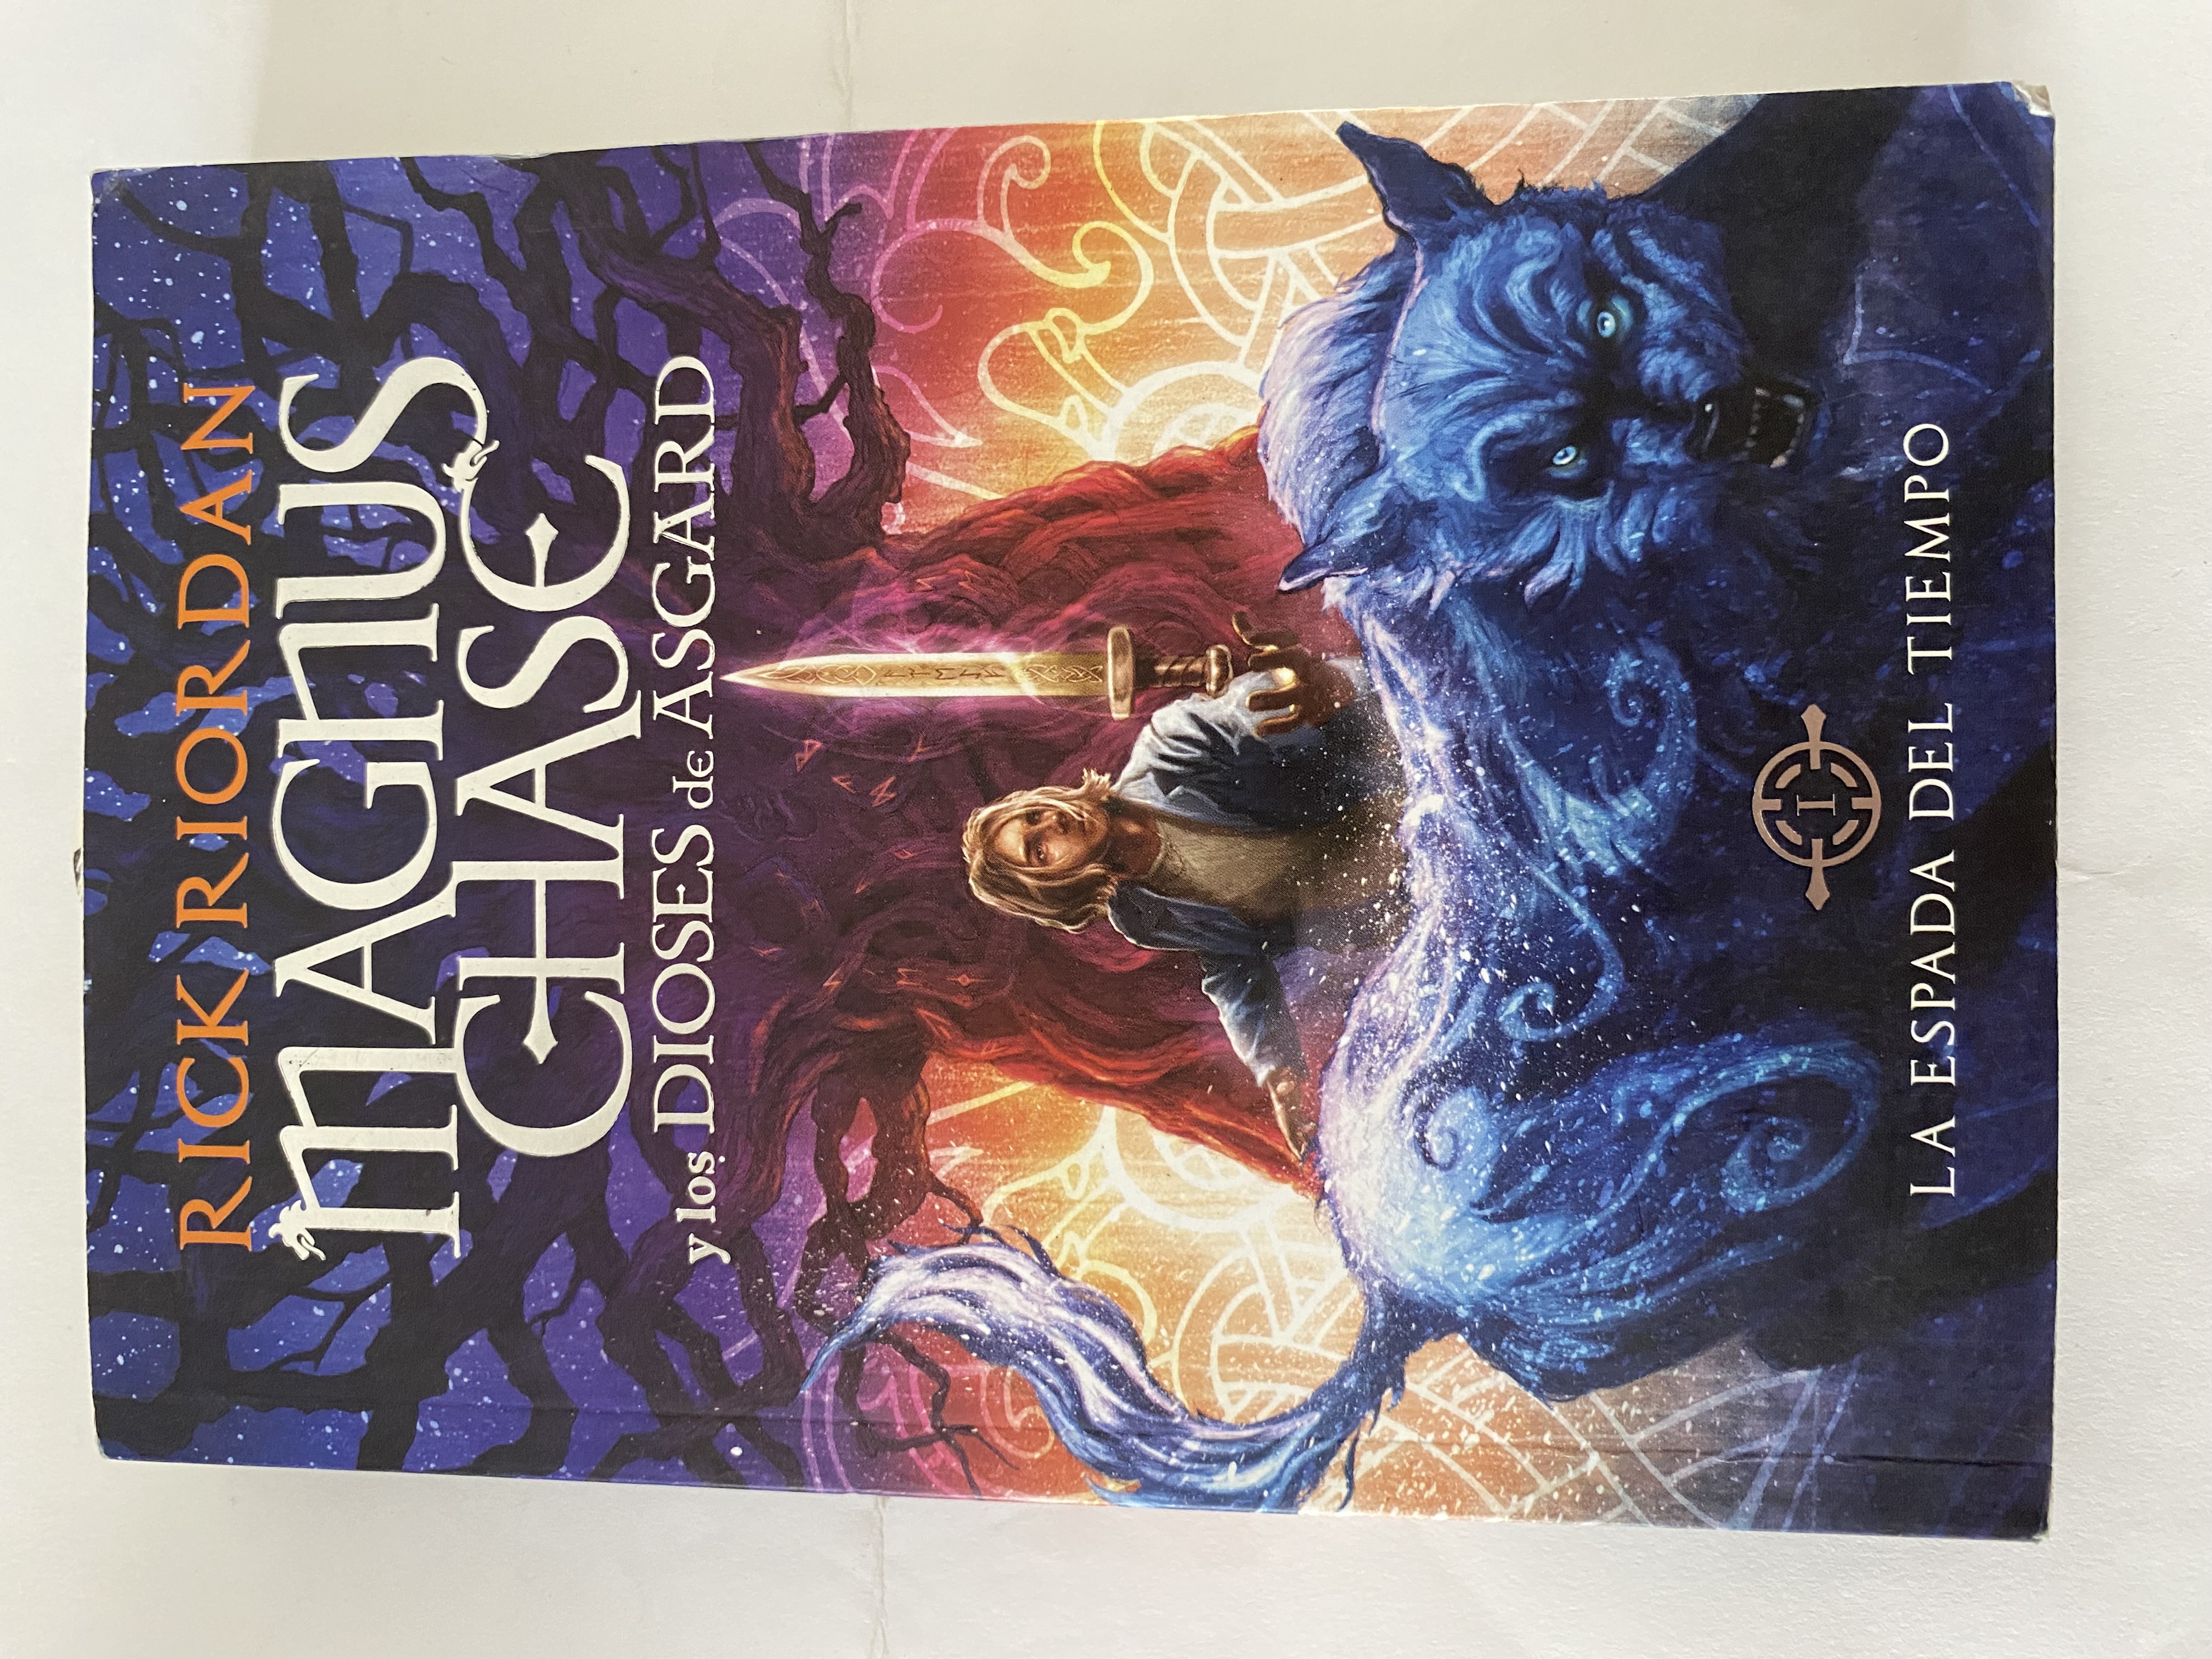 RICK RIORDAN
MAGNUS
CHASE
y los DIOSES de ASGARD
I
LA ESPADA DEL TIEMPO